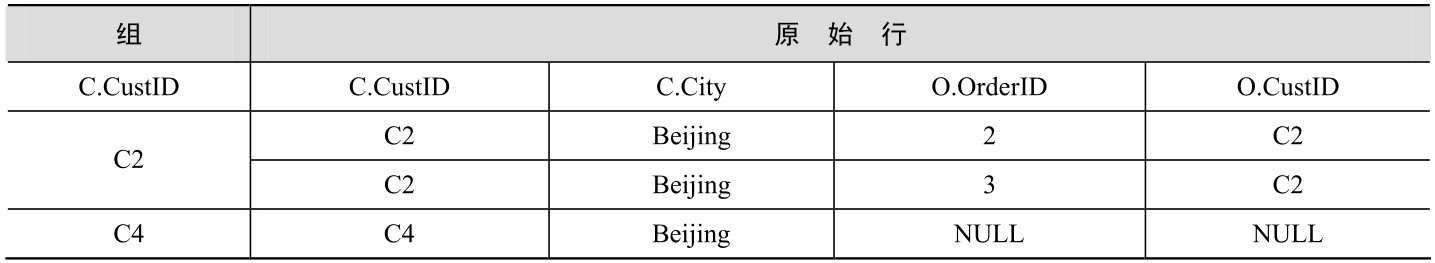 组 原 始 行
C.CustID C.CustID C.City O.OrderID O.CustID
C2 C2 Beijing 2 C2
C2 Beijing 3 C2
C4 C4 Beijing NULL NULL